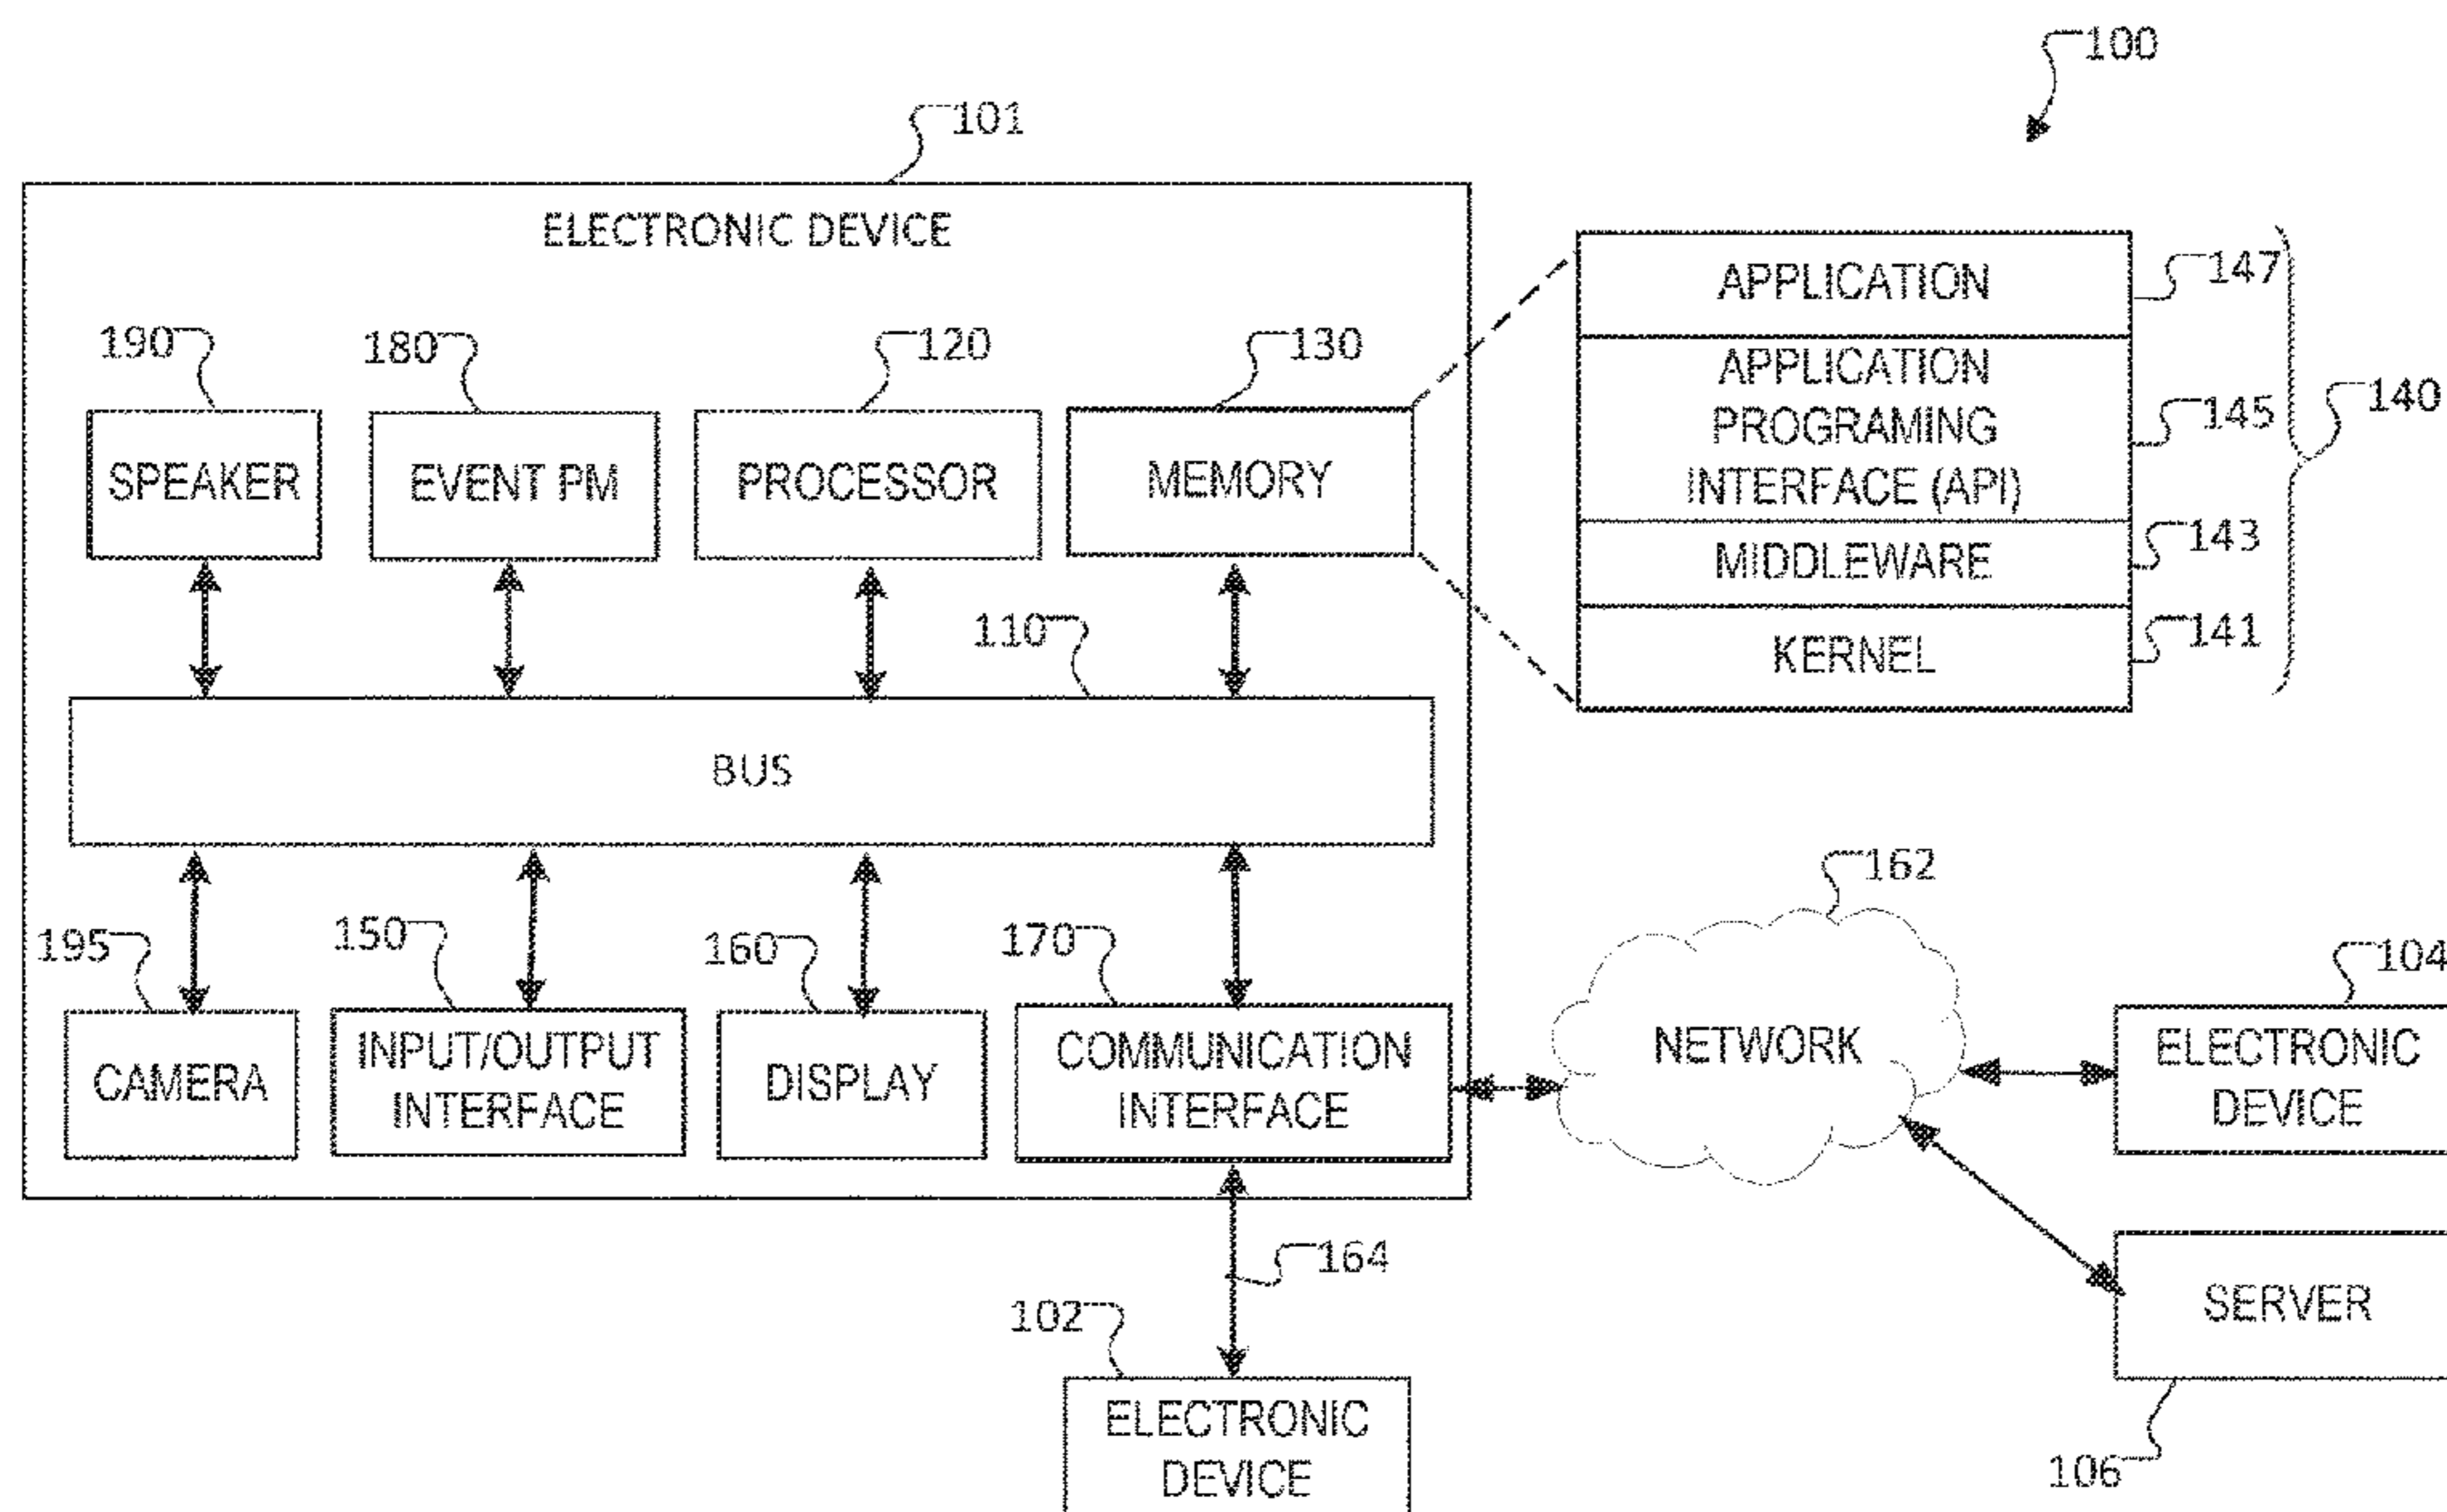 100
101
ELECTRONIC DEVICE
190
180
120
130
SPEAKER
EVENT PM
PROCESSOR
MEMORY
APPLICATION
147
APPLICATION
PROGRAMING
INTERFACE (API)
145
140
MIDDLEWARE
143
KERNEL
141
110
BUS
195
150
160
170
CAMERA
INPUT/OUTPUT
INTERFACE
DISPLAY
COMMUNICATION
INTERFACE
162
NETWORK
104
ELECTRONIC
DEVICE
164
102
ELECTRONIC
DEVICE
SERVER
106